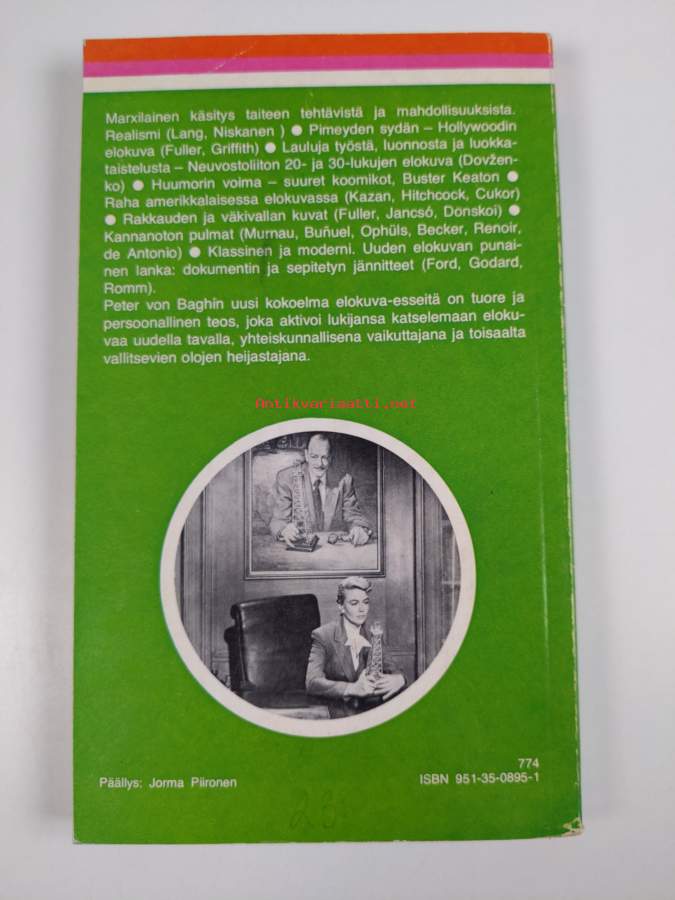 Marxilainen käsitys taiteen tehtävistä ja mahdollisuuksista.
Realismi (Lang, Niskanen ) ● Pimeyden sydän – Hollywoodin
elokuva (Fuller, Griffith) ● Lauluja työstä, luonnosta ja luokka-
taistelusta – Neuvostoliiton 20- ja 30-lukujen elokuva (Dovžen-
ko) ● Huumorin voima – suuret koomikot, Buster Keaton ●
Raha amerikkalaisessa elokuvassa (Kazan, Hitchcock, Cukor)
● Rakkauden ja väkivallan kuvat (Fuller, Jancsó, Donskoi) ●
Kannanoton pulmat (Murnau, Buñuel, Ophüls, Becker, Renoir,
de Antonio) ● Klassinen ja moderni. Uuden elokuvan punai-
nen lanka: dokumentin ja sepitetyn jännitteet (Ford, Godard,
Romm).
Peter von Baghin uusi kokoelma elokuva-esseitä on tuore ja
persoonallinen teos, joka aktivoi lukijansa katselemaan eloku-
vaa uudella tavalla, yhteiskunnallisena vaikuttajana ja toisaalta
vallitsevien olojen heijastajana.
Antikvariaatti.net
774
Päällys: Jorma Piironen
ISBN 951-35-0895-1